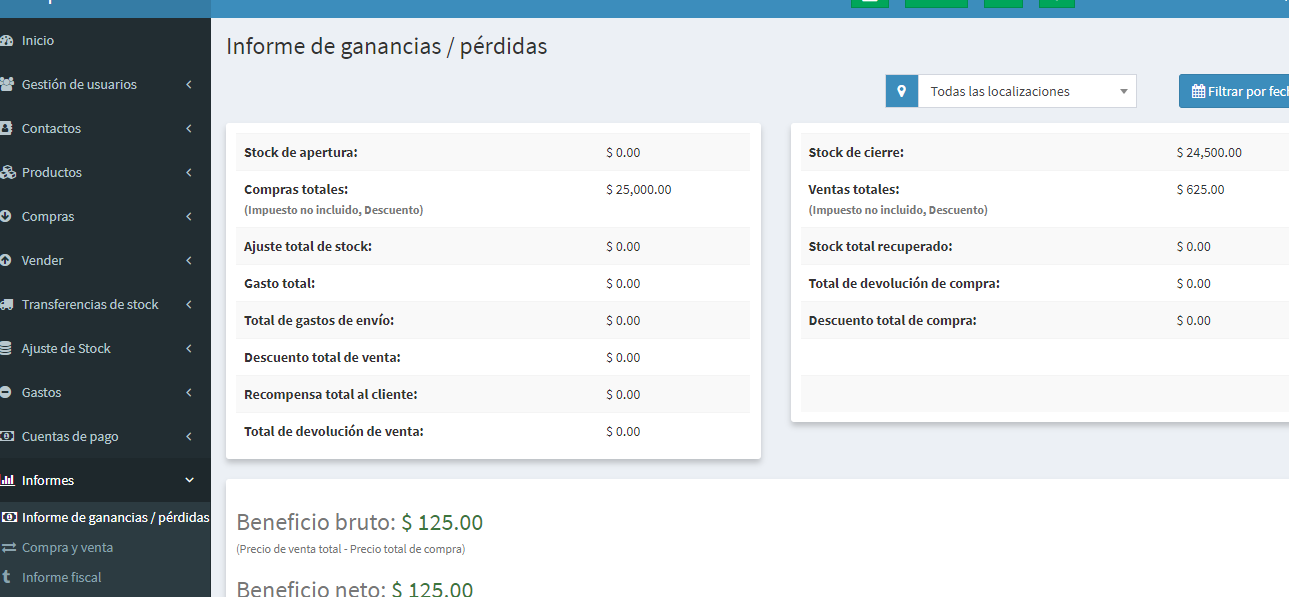 Inicio
Gestión de usuarios
Contactos
Productos
Compras
Vender
Transferencias de stock
Ajuste de Stock
Gastos
Cuentas de pago
Informes
Informe de ganancias / pérdidas
Compra y venta
Informe fiscal
Informe de ganancias / pérdidas
Todas las localizaciones
Filtrar por fech
Stock de apertura: $ 0.00
Compras totales: $ 25,000.00
(Impuesto no incluido, Descuento)
Ajuste total de stock: $ 0.00
Gasto total: $ 0.00
Total de gastos de envío: $ 0.00
Descuento total de venta: $ 0.00
Recompensa total al cliente: $ 0.00
Total de devolución de venta: $ 0.00
Stock de cierre: $ 24,500.00
Ventas totales: $ 625.00
(Impuesto no incluido, Descuento)
Stock total recuperado: $ 0.00
Total de devolución de compra: $ 0.00
Descuento total de compra: $ 0.00
Beneficio bruto: $ 125.00
(Precio de venta total - Precio total de compra)
Beneficio neto: $ 125.00